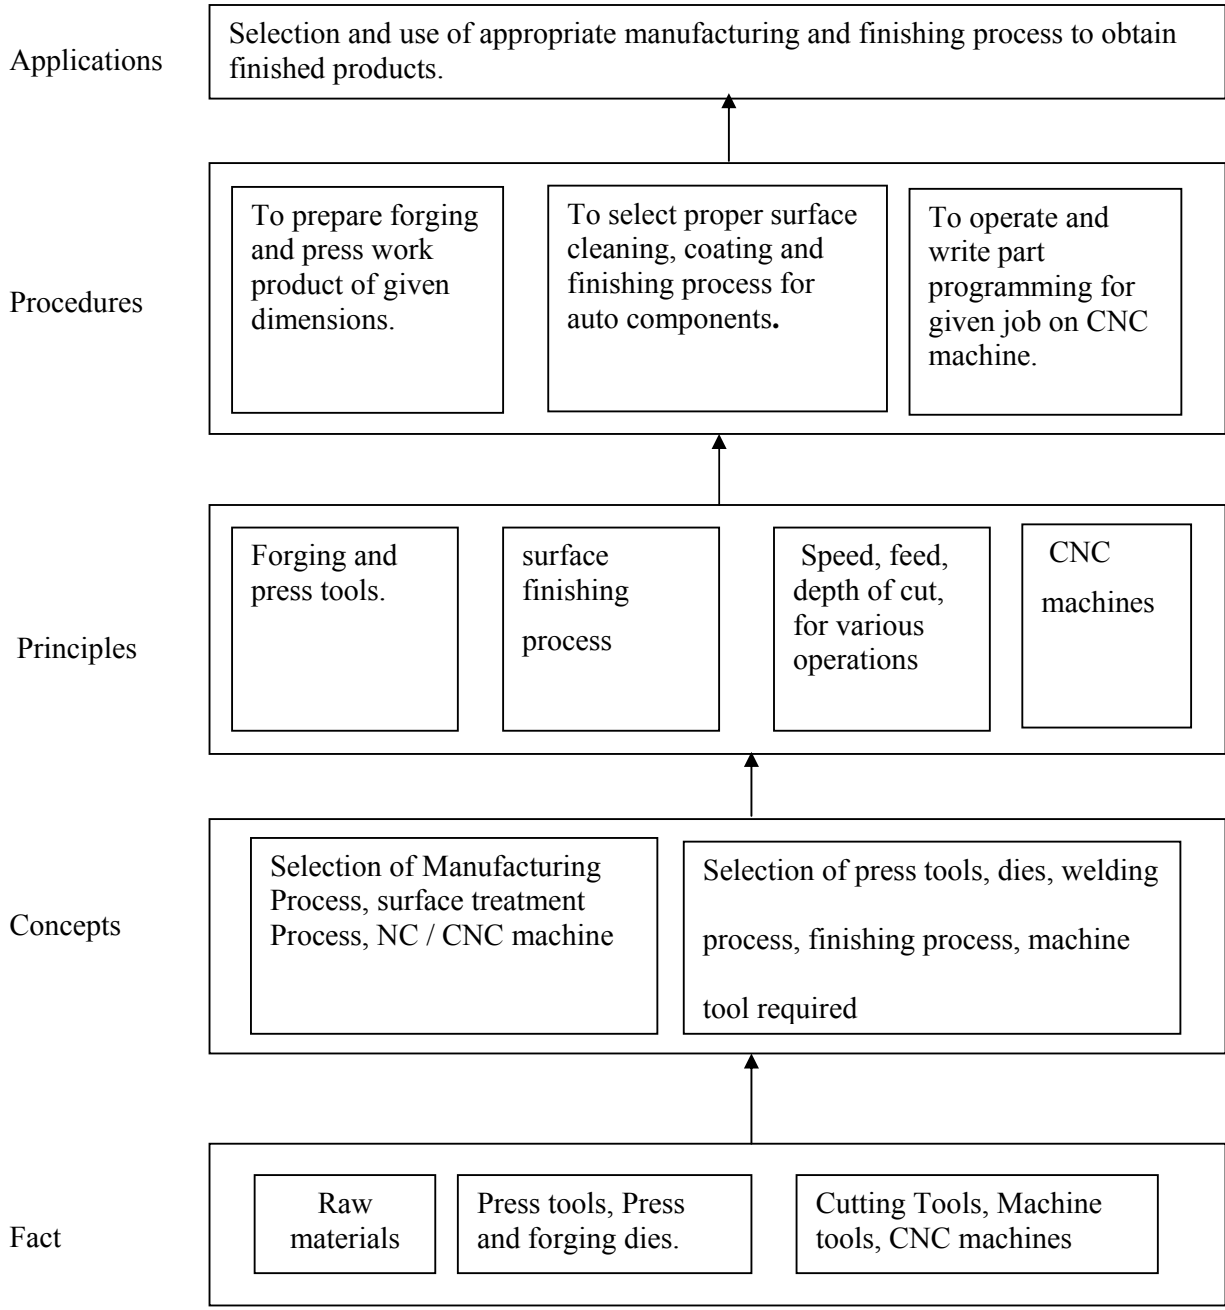 Applications
Selection and use of appropriate manufacturing and finishing process to obtain
finished products.
Procedures
To prepare forging
and press work
product of given
dimensions.
To select proper surface
cleaning, coating and
finishing process for
auto components.
To operate and
write part
programming for
given job on CNC
machine.
Principles
Forging and
press tools.
surface
finishing
process
Speed, feed,
depth of cut,
for various
operations
CNC
machines
Concepts
Selection of Manufacturing
Process, surface treatment
Process, NC / CNC machine
Selection of press tools, dies, welding
process, finishing process, machine
tool required
Fact
Raw
materials
Press tools, Press
and forging dies.
Cutting Tools, Machine
tools, CNC machines